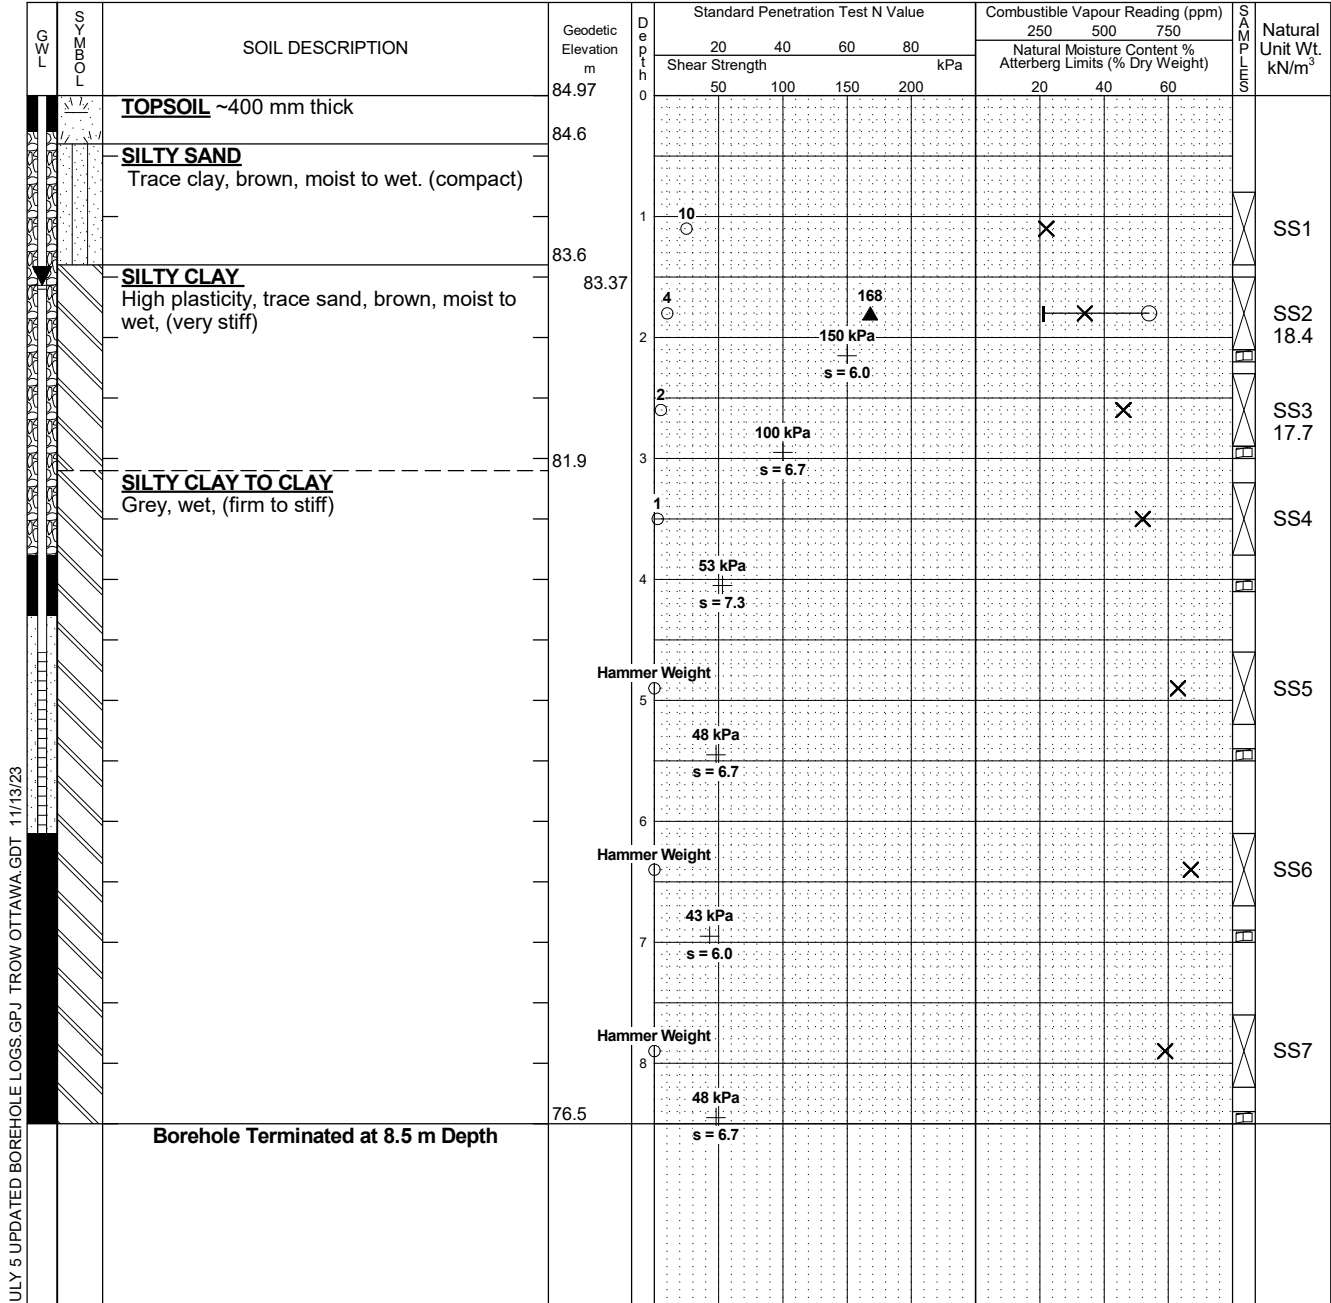 GWL
SYMBOL
SOIL DESCRIPTION
Geodetic
Elevation
m
Depth
Standard Penetration Test N Value
20 40 60 80
Shear Strength kPa
50 100 150 200
Combustible Vapour Reading (ppm)
250 500 750
Natural Moisture Content %
Atterberg Limits (% Dry Weight)
20 40 60
SAMPLES
Natural
Unit Wt.
kN/m³
84.97
0
TOPSOIL ~400 mm thick
84.6
SILTY SAND
Trace clay, brown, moist to wet. (compact)
1
10
SS1
83.6
SILTY CLAY
83.37
High plasticity, trace sand, brown, moist to
wet, (very stiff)
4
168
SS2
18.4
2
150 kPa
s = 6.0
2
SS3
17.7
100 kPa
3
s = 6.7
81.9
SILTY CLAY TO CLAY
Grey, wet, (firm to stiff)
1
SS4
53 kPa
4
s = 7.3
Hammer Weight
SS5
5
48 kPa
s = 6.7
6
Hammer Weight
SS6
43 kPa
7
s = 6.0
Hammer Weight
SS7
8
48 kPa
s = 6.7
76.5
Borehole Terminated at 8.5 m Depth
ULY 5 UPDATED BOREHOLE LOGS.GPJ TROW OTTAWA.GDT 11/13/23